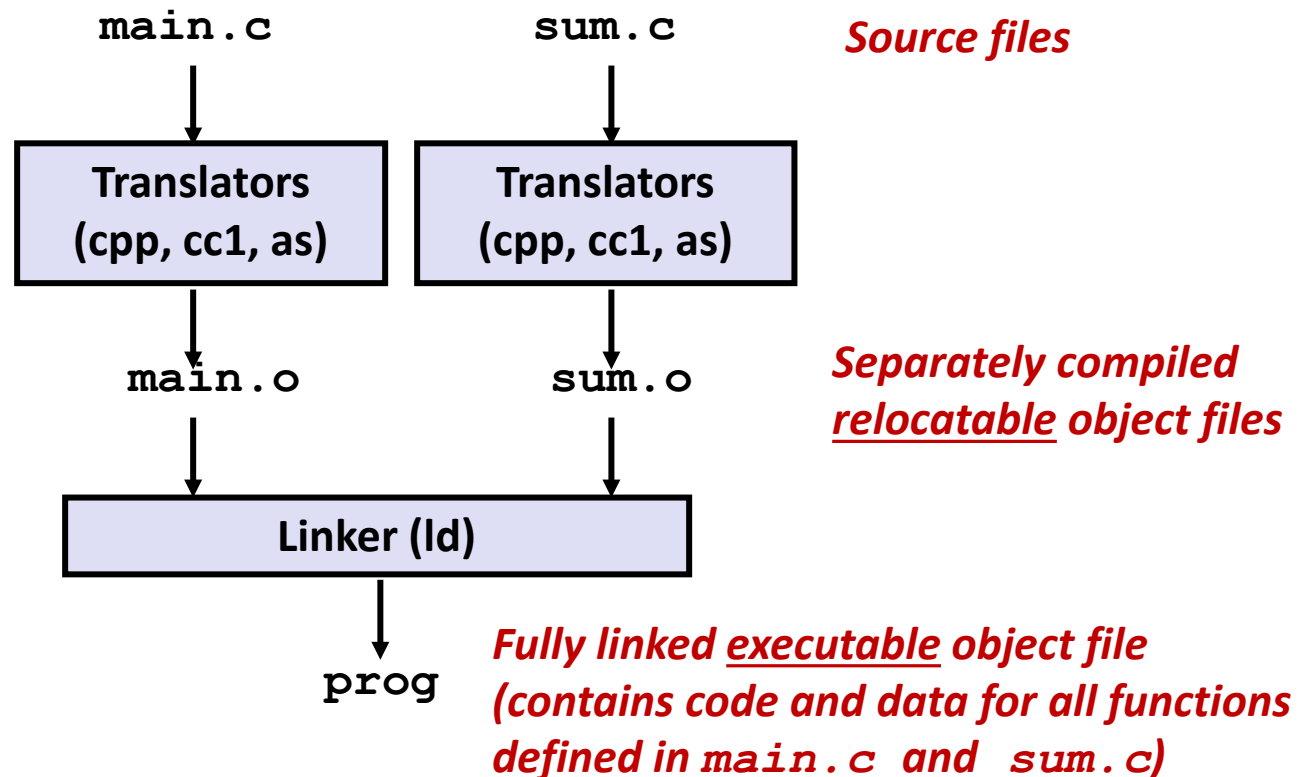 main.c
sum.c
Source files
Translators
(cpp, cc1, as)
Translators
(cpp, cc1, as)
main.o
sum.o
Separately compiled
relocatable object files
Linker (ld)
prog
Fully linked executable object file
(contains code and data for all functions
defined in main.c and sum.c)